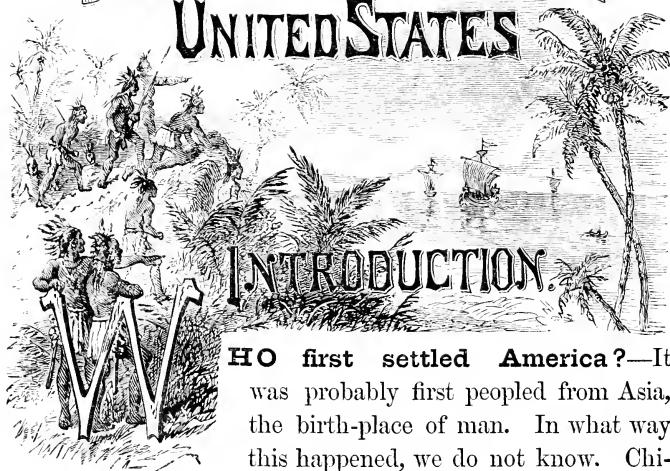 UNITED STATES
INTRODUCTION.
WHO first settled America?—It
was probably first peopled from Asia,
the birth-place of man. In what way
this happened, we do not know. Chi-